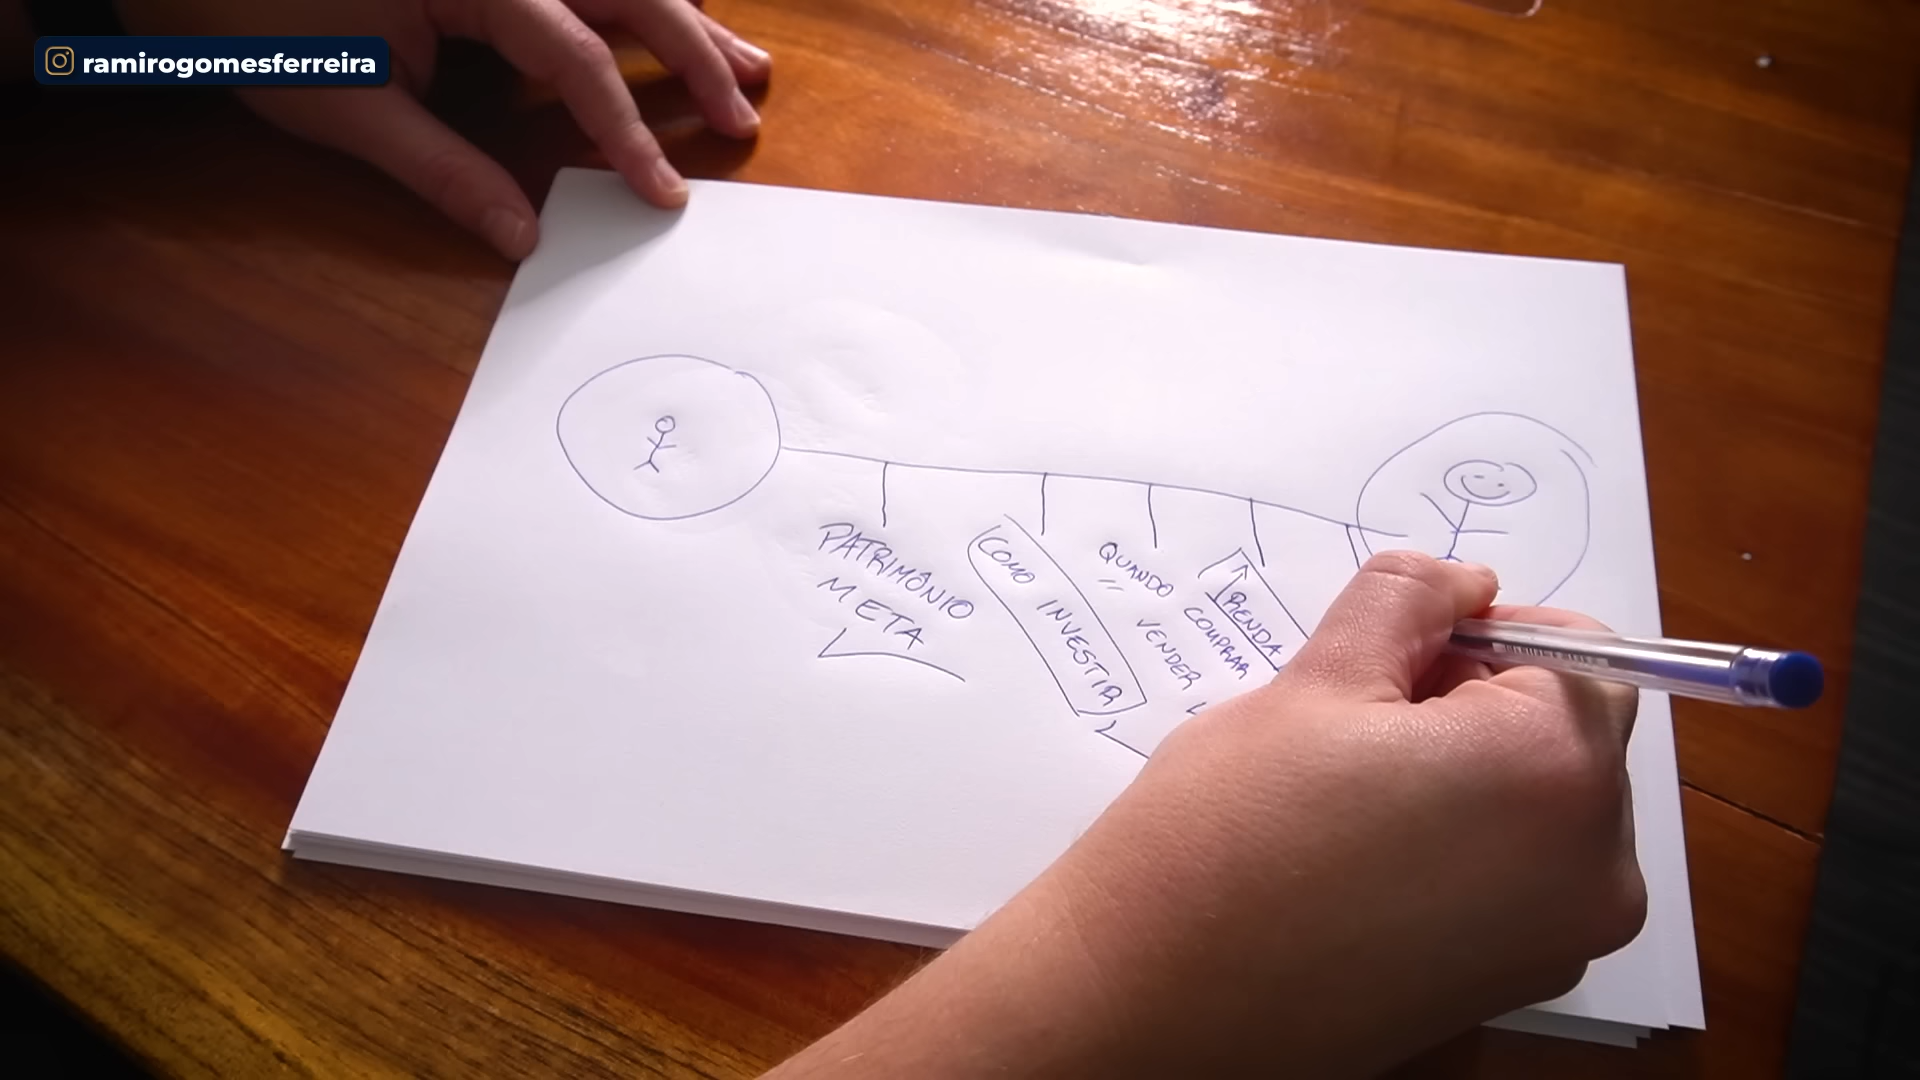 ramirogomesferreira
PATRIMÔNIO
META
COMO INVESTIR
QUANDO COMPRAR
" VENDER
↑ RENDA